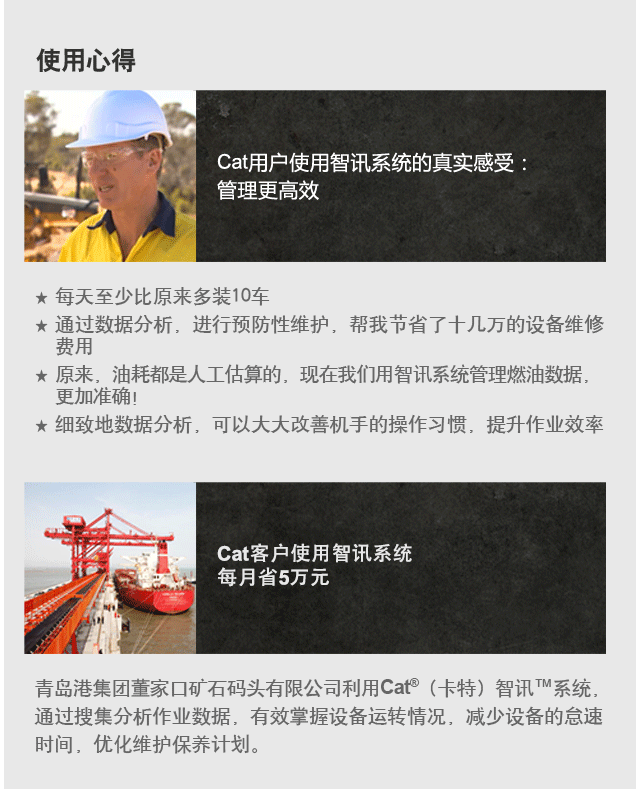 使用心得
Cat用户使用智讯系统的真实感受：
管理更高效
★ 每天至少比原来多装10车
★ 通过数据分析，进行预防性维护，帮我节省了十几万的设备维修
费用
★ 原来，油耗都是人工估算的，现在我们用智讯系统管理燃油数据，
更加准确!
★ 细致地数据分析，可以大大改善机手的操作习惯，提升作业效率
Cat客户使用智讯系统
每月省5万元
青岛港集团董家口矿石码头有限公司利用Cat®（卡特）智讯™系统，
通过搜集分析作业数据，有效掌握设备运转情况，减少设备的怠速
时间，优化维护保养计划。